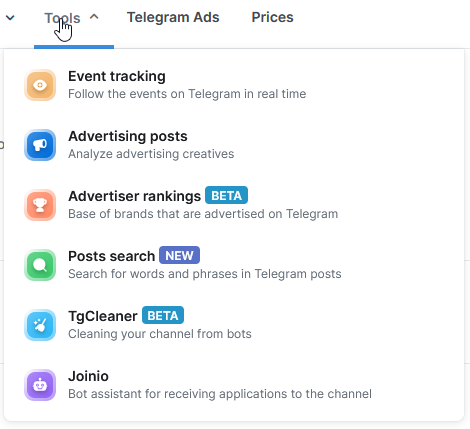 Tools Telegram Ads Prices
Event tracking
Follow the events on Telegram in real time
Advertising posts
Analyze advertising creatives
Advertiser rankings BETA
Base of brands that are advertised on Telegram
Posts search NEW
Search for words and phrases in Telegram posts
TgCleaner BETA
Cleaning your channel from bots
Joinio
Bot assistant for receiving applications to the channel